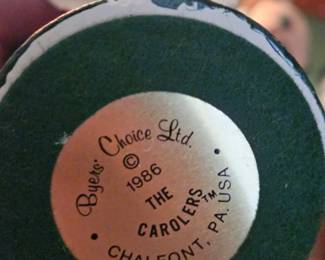 Byers' Choice Ltd.
©
1986
THE
CAROLERS™
• CHALFONT, PA. USA •